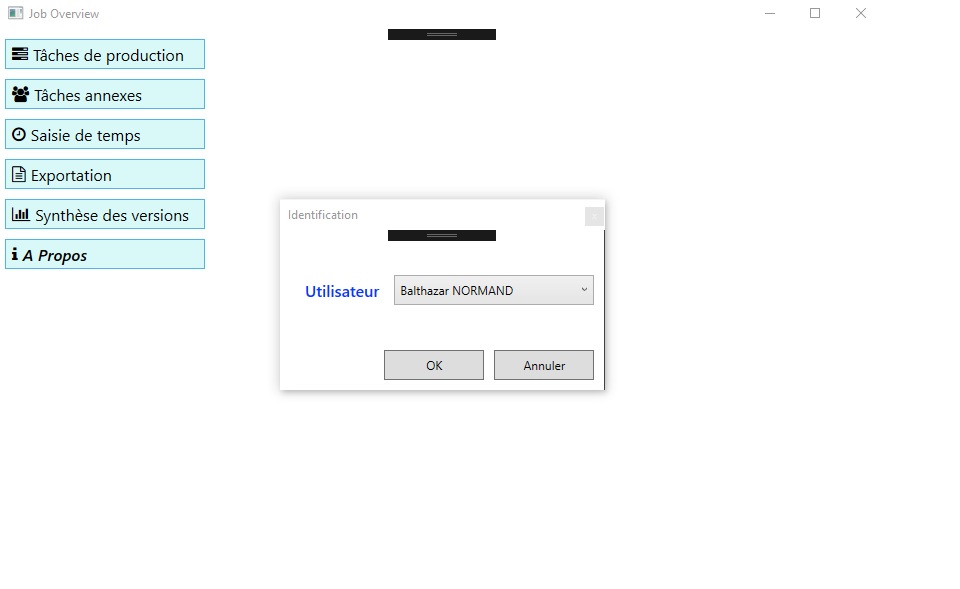 Job Overview
Tâches de production
Tâches annexes
Saisie de temps
Exportation
Synthèse des versions
A Propos
Identification
Utilisateur
Balthazar NORMAND
OK
Annuler